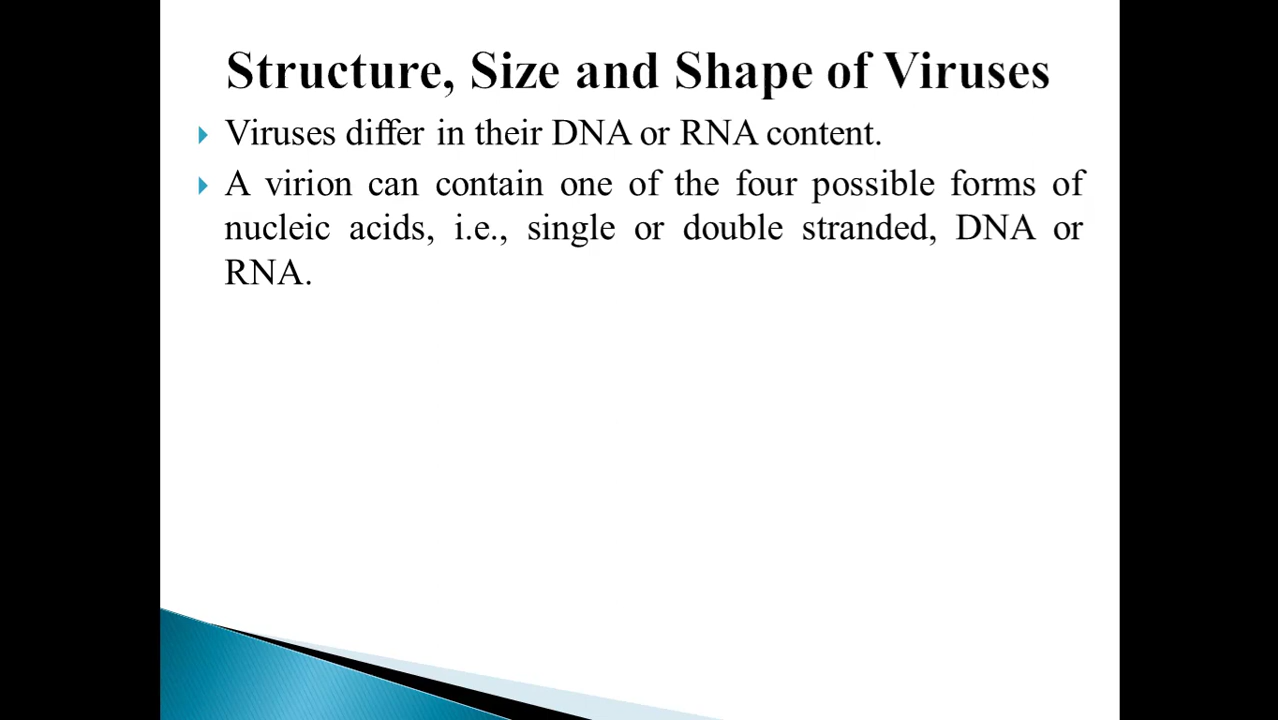 Structure, Size and Shape of Viruses
Viruses differ in their DNA or RNA content.
A virion can contain one of the four possible forms of
nucleic acids, i.e., single or double stranded, DNA or
RNA.